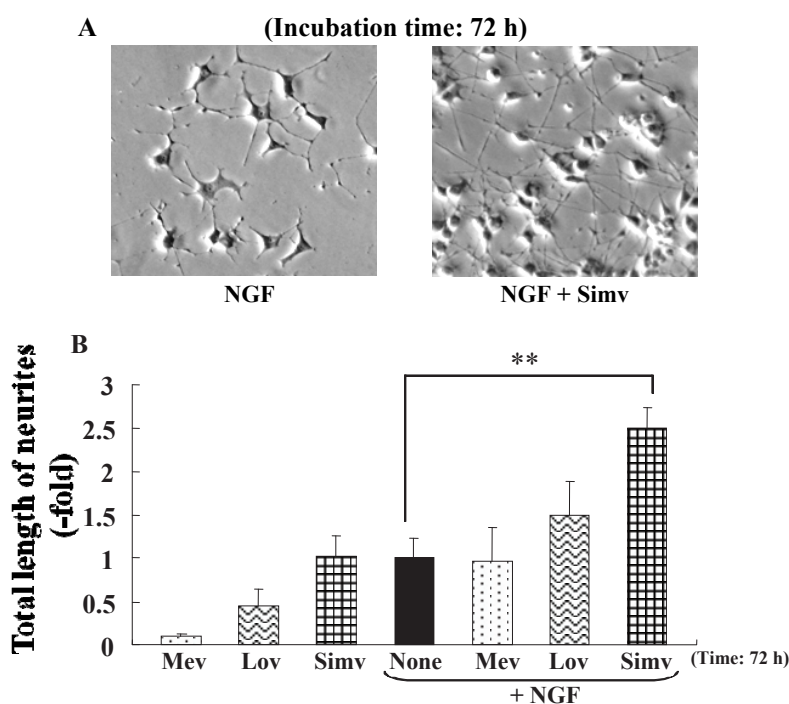 A (Incubation time: 72 h)
NGF
NGF + Simv
B
**
Total length of neurites
(-fold)
3
2.5
2
1.5
1
0.5
0
Mev Lov Simv None Mev Lov Simv (Time: 72 h)
+ NGF